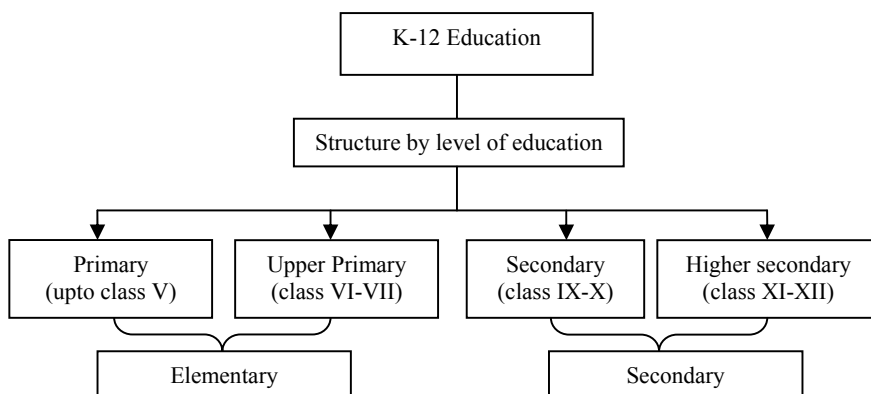 K-12 Education
Structure by level of education
Primary
(upto class V)
Upper Primary
(class VI-VII)
Secondary
(class IX-X)
Higher secondary
(class XI-XII)
Elementary
Secondary